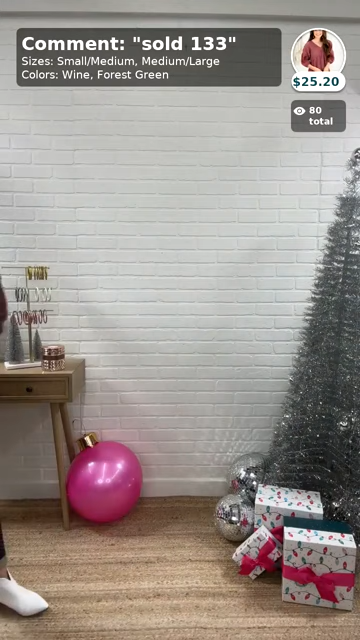 Comment: "sold 133"
Sizes: Small/Medium, Medium/Large
Colors: Wine, Forest Green
$25.20
80
total